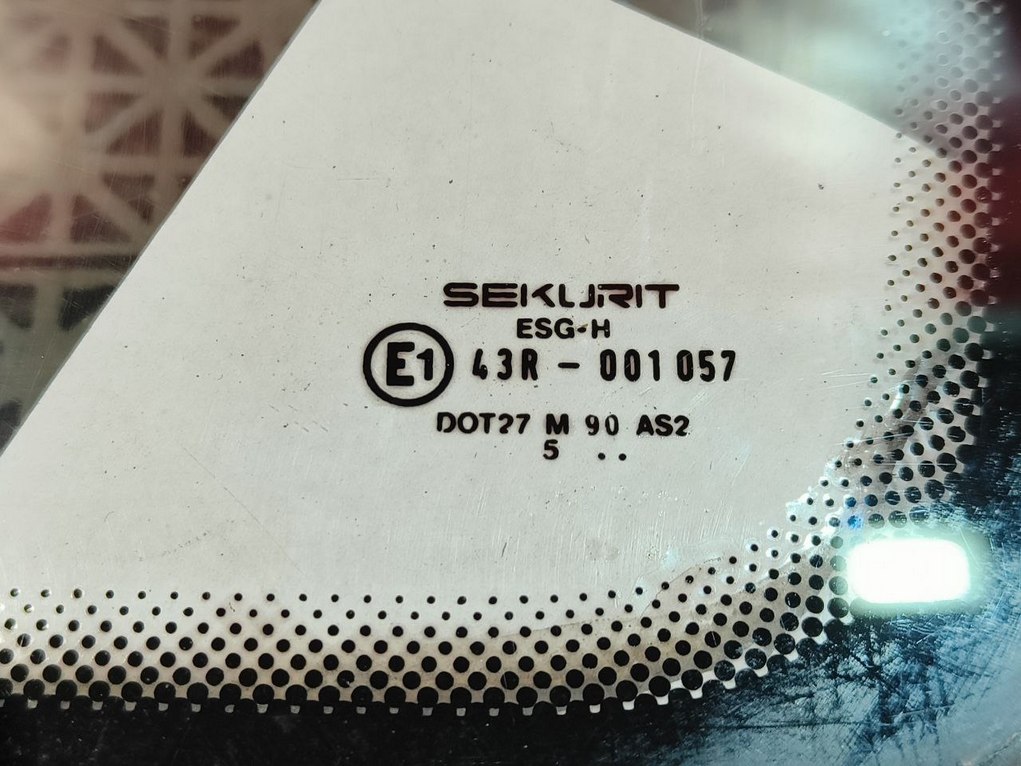 SEKURIT
ESG-H
E1 43R - 001057
DOT27 M 90 AS2
5 ..